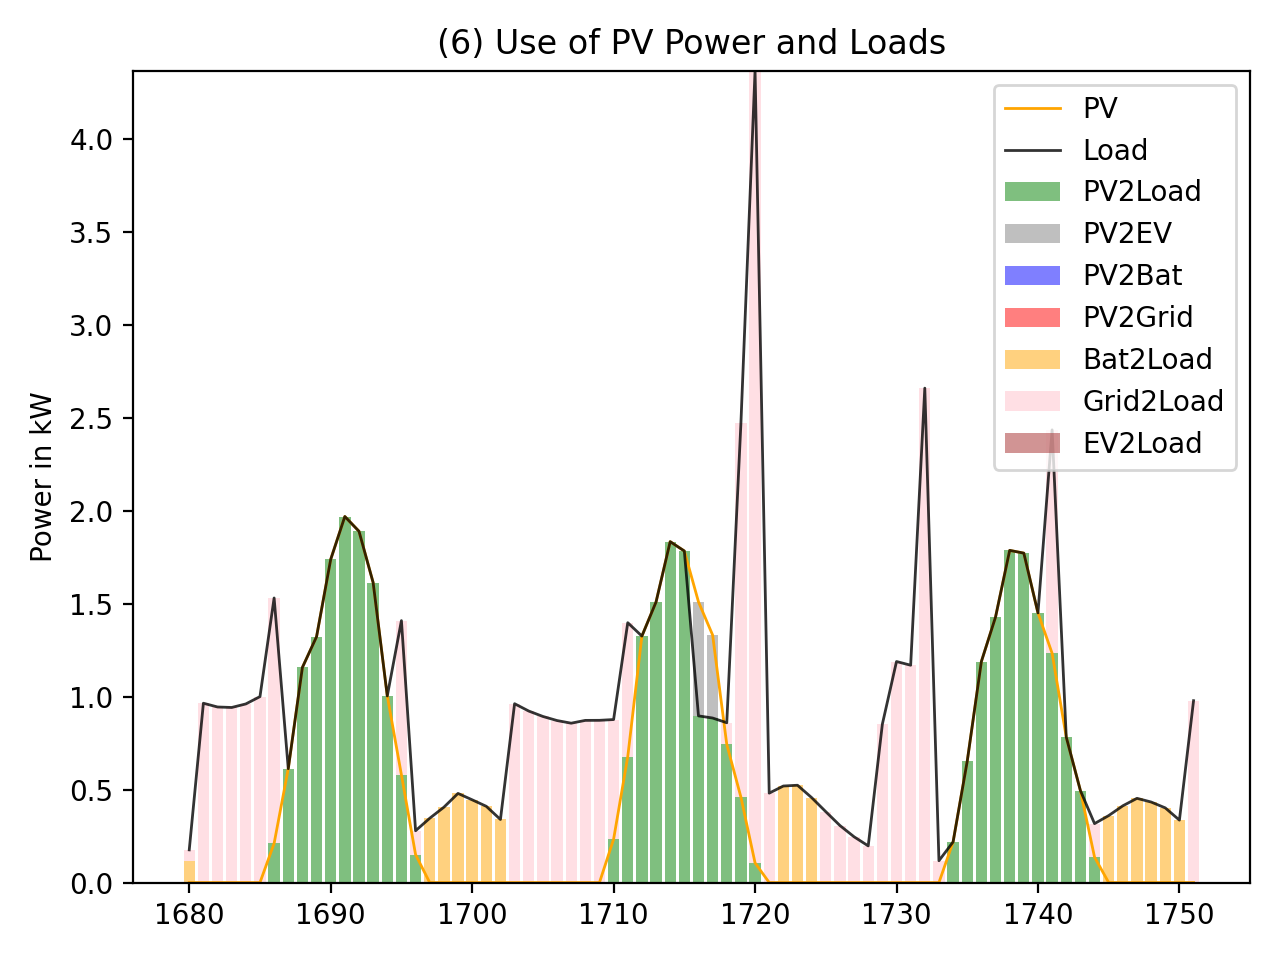 (6) Use of PV Power and Loads
Power in kW
4.0
3.5
3.0
2.5
2.0
1.5
1.0
0.5
0.0
1680 1690 1700 1710 1720 1730 1740 1750
PV
Load
PV2Load
PV2EV
PV2Bat
PV2Grid
Bat2Load
Grid2Load
EV2Load